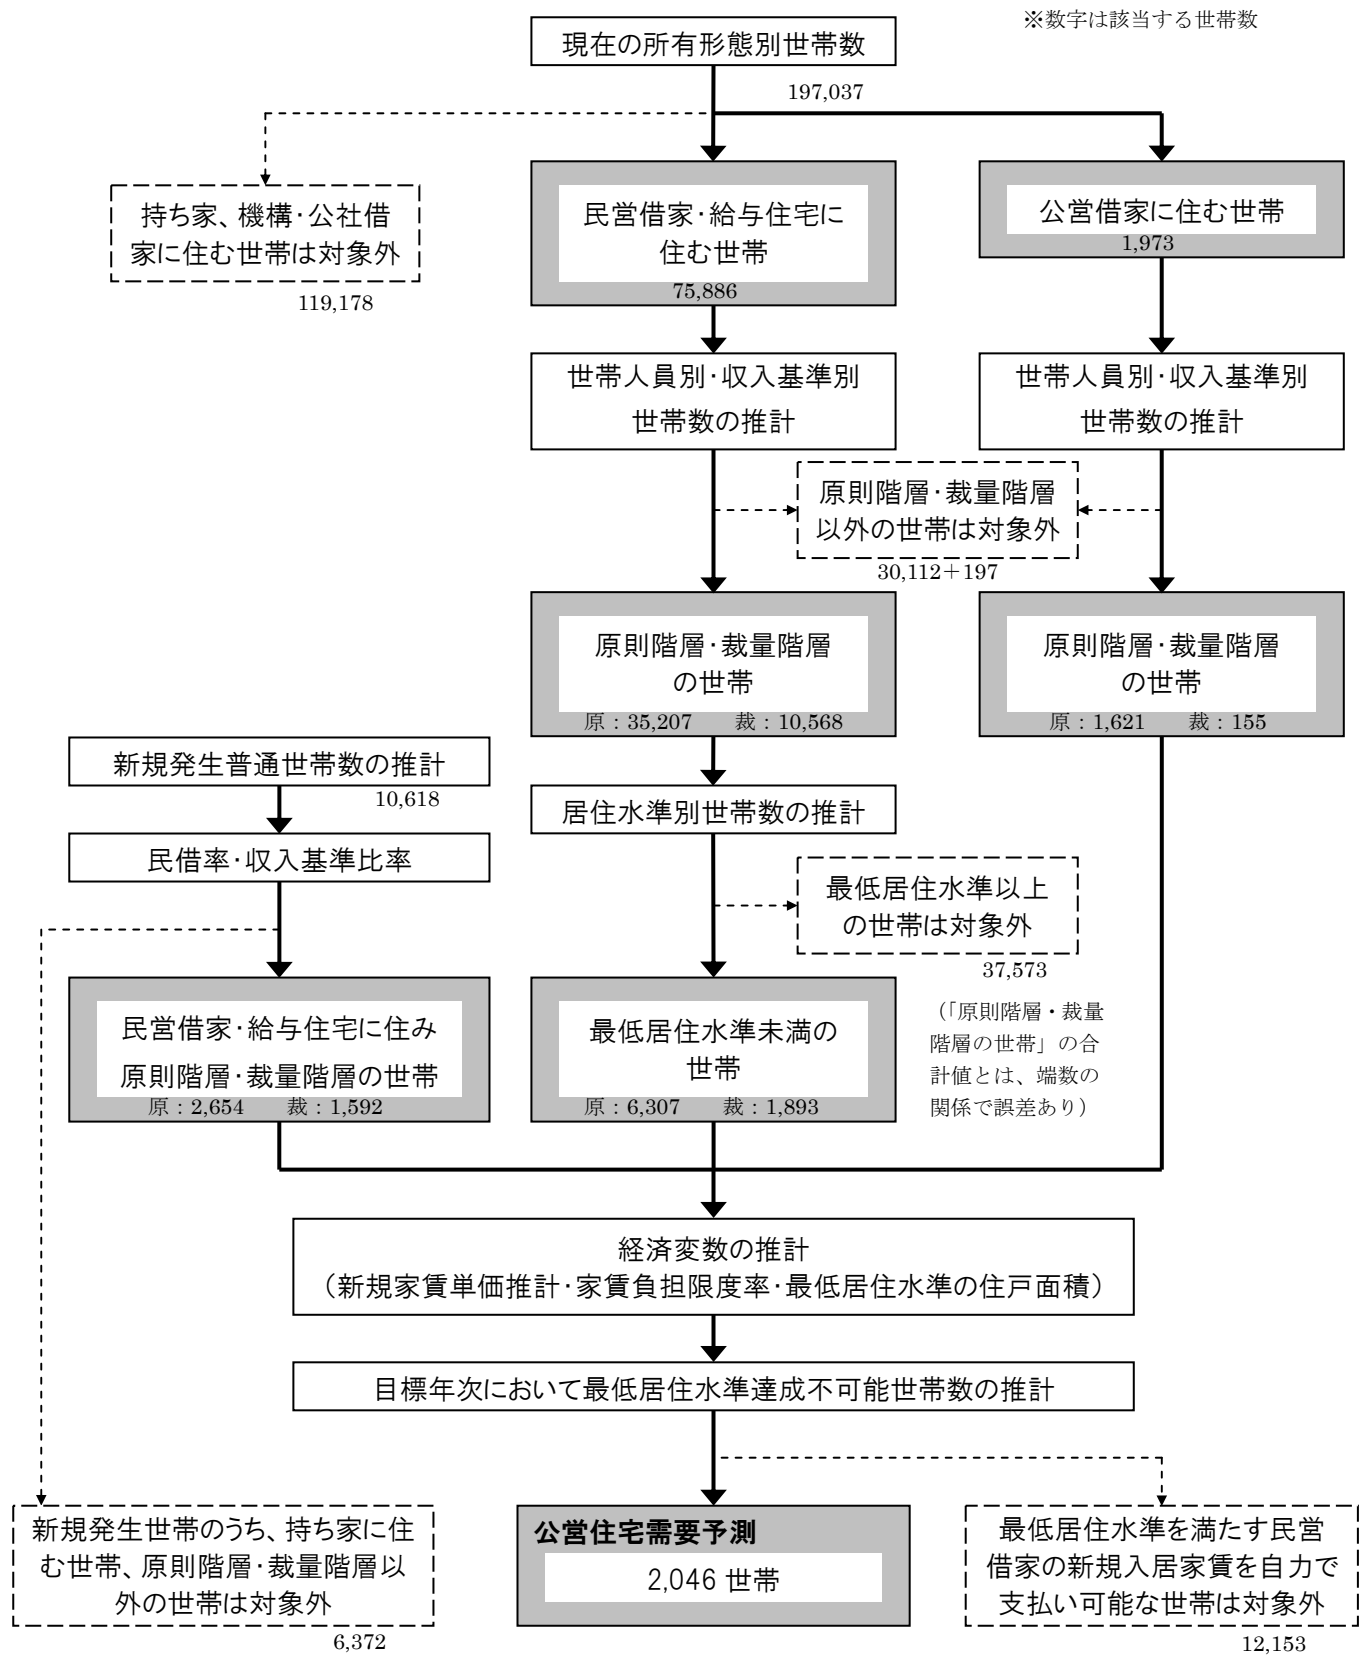 ※数字は該当する世帯数
現在の所有形態別世帯数
197,037
持ち家、機構・公社借
家に住む世帯は対象外
119,178
民営借家・給与住宅に
住む世帯
75,886
公営借家に住む世帯
1,973
世帯人員別・収入基準別
世帯数の推計
世帯人員別・収入基準別
世帯数の推計
原則階層・裁量階層
以外の世帯は対象外
30,112＋197
原則階層・裁量階層
の世帯
原：35,207　裁：10,568
原則階層・裁量階層
の世帯
原：1,621　裁：155
新規発生普通世帯数の推計
10,618
民借率・収入基準比率
居住水準別世帯数の推計
最低居住水準以上
の世帯は対象外
37,573
（「原則階層・裁量
階層の世帯」の合
計値とは、端数の
関係で誤差あり）
民営借家・給与住宅に住み
原則階層・裁量階層の世帯
原：2,654　裁：1,592
最低居住水準未満の
世帯
原：6,307　裁：1,893
経済変数の推計
（新規家賃単価推計・家賃負担限度率・最低居住水準の住戸面積）
目標年次において最低居住水準達成不可能世帯数の推計
新規発生世帯のうち、持ち家に住
む世帯、原則階層・裁量階層以
外の世帯は対象外
6,372
公営住宅需要予測
2,046 世帯
最低居住水準を満たす民営
借家の新規入居家賃を自力で
支払い可能な世帯は対象外
12,153